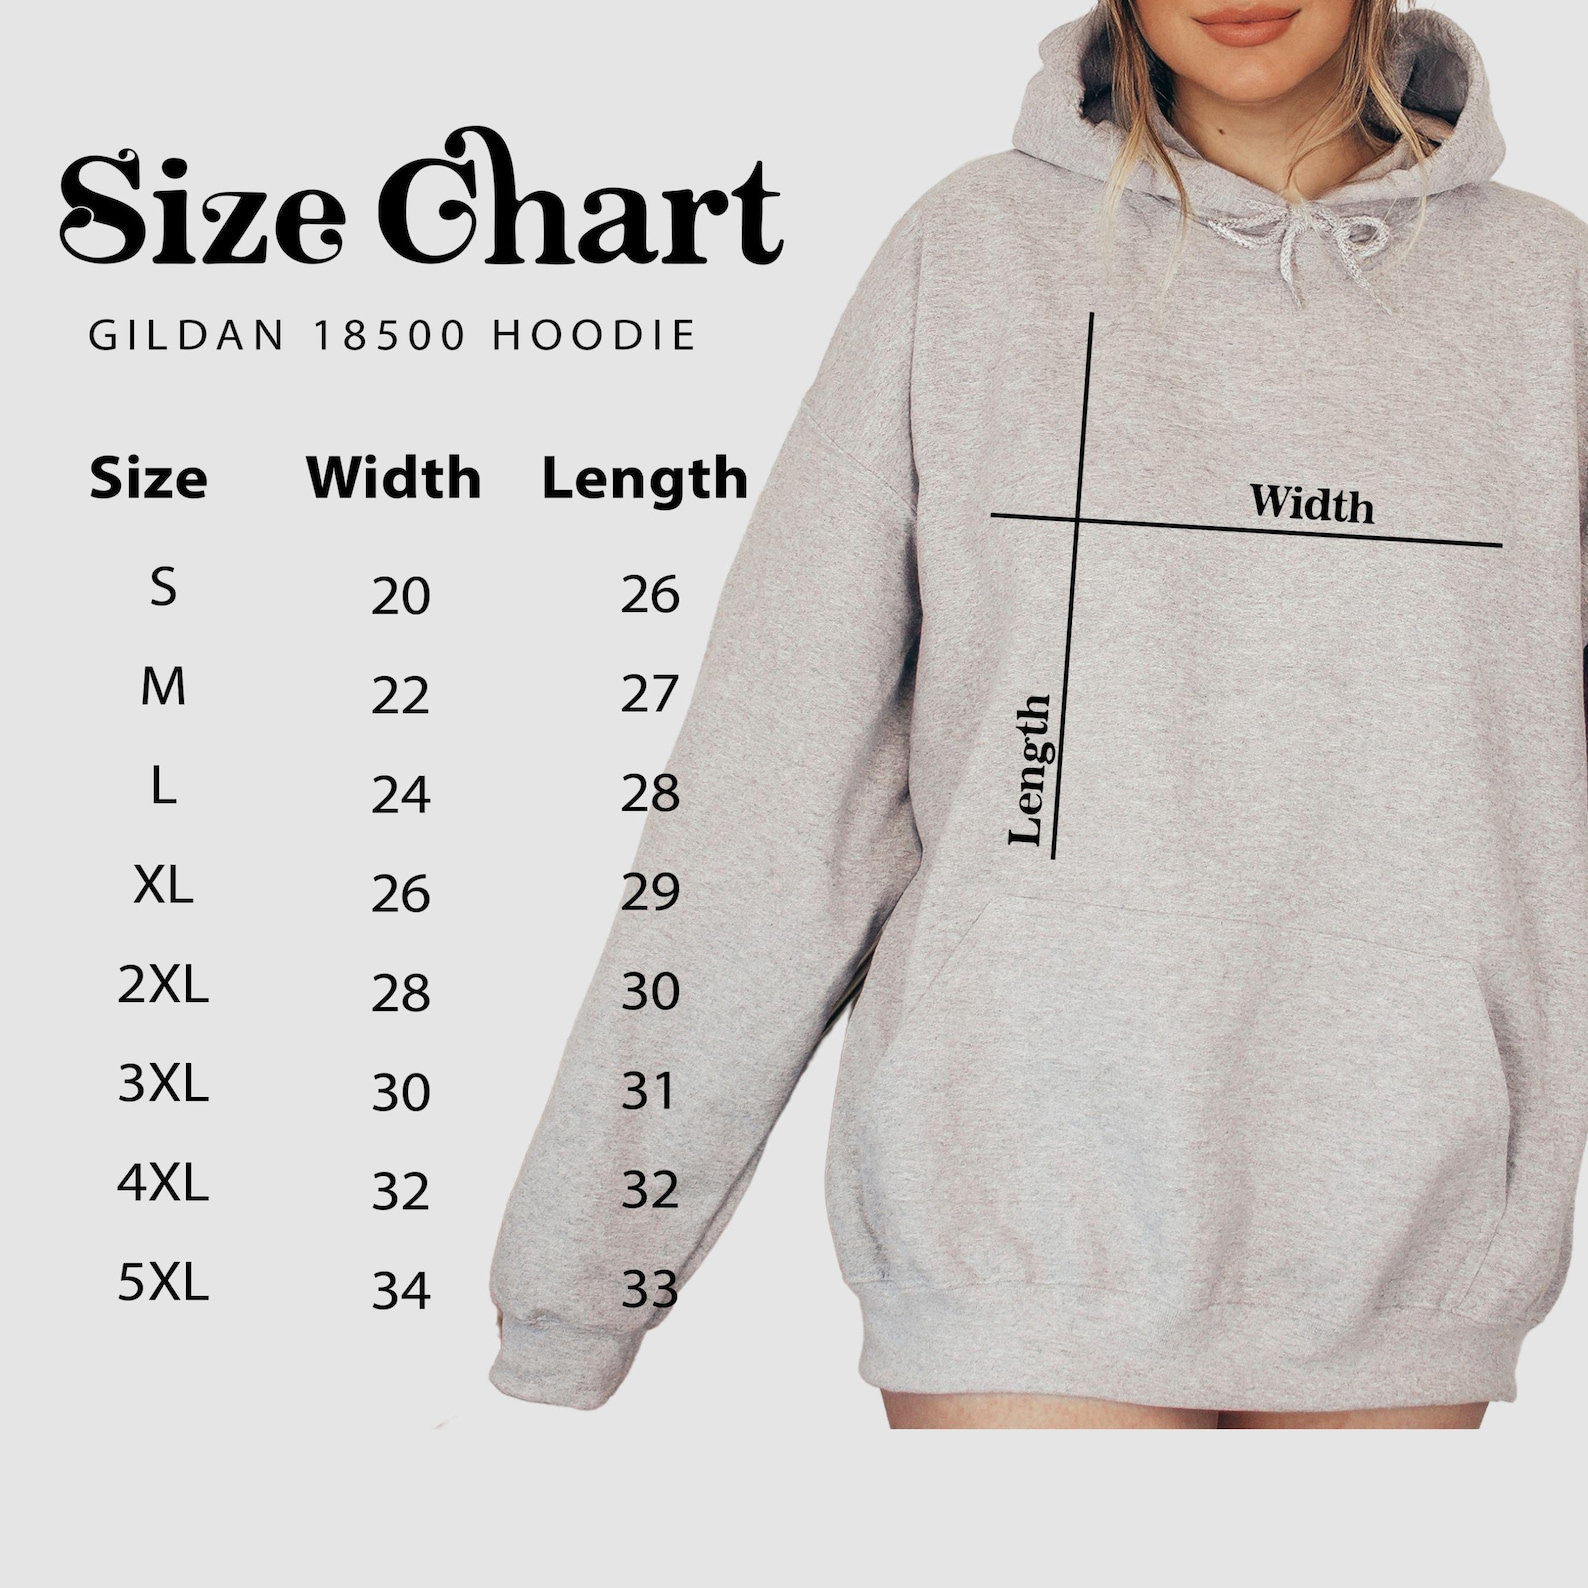 Size Chart
GILDAN 18500 HOODIE
Size Width Length
S 20 26
M 22 27
L 24 28
XL 26 29
2XL 28 30
3XL 30 31
4XL 32 32
5XL 34 33
Width
Length